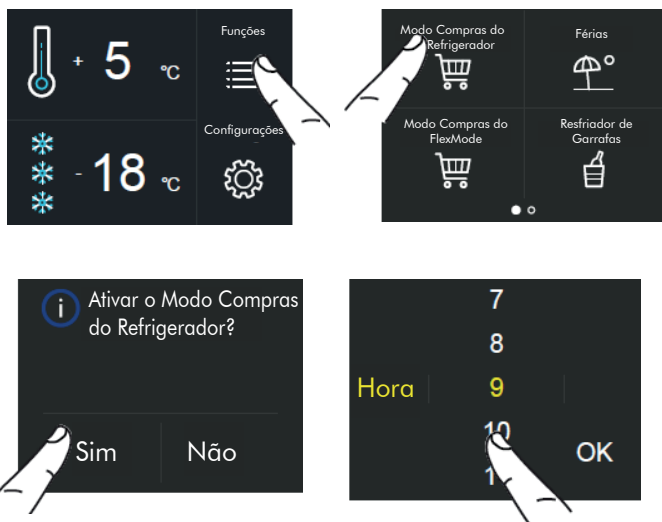 Funções
+ 5 °C
Configurações
- 18 °C
Modo Compras do
Refrigerador
Férias
Modo Compras do
FlexMode
Resfriador de
Garrafas
i
Ativar o Modo Compras
do Refrigerador?
Sim
Não
7
8
Hora
9
10
OK